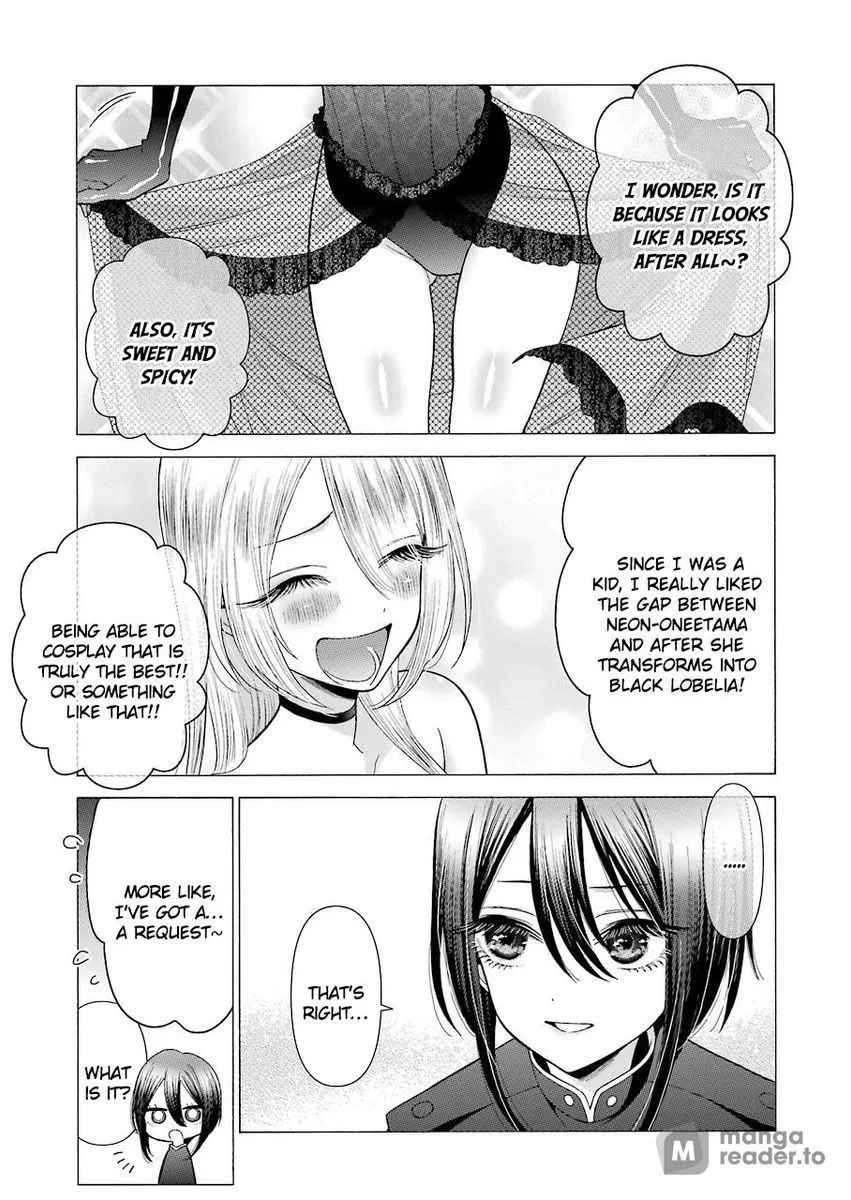 I WONDER, IS IT
BECAUSE IT LOOKS
LIKE A DRESS,
AFTER ALL~?
ALSO, IT'S
SWEET AND
SPICY!
SINCE I WAS A
KID, I REALLY LIKED
THE GAP BETWEEN
NEON-ONEETAMA
AND AFTER SHE
TRANSFORMS INTO
BLACK LOBELIA!
BEING ABLE TO
COSPLAY THAT IS
TRULY THE BEST!!
OR SOMETHING
LIKE THAT!!
.....
THAT'S
RIGHT...
MORE LIKE,
I'VE GOT A...
A REQUEST~
WHAT
IS IT?
M manga
reader.to